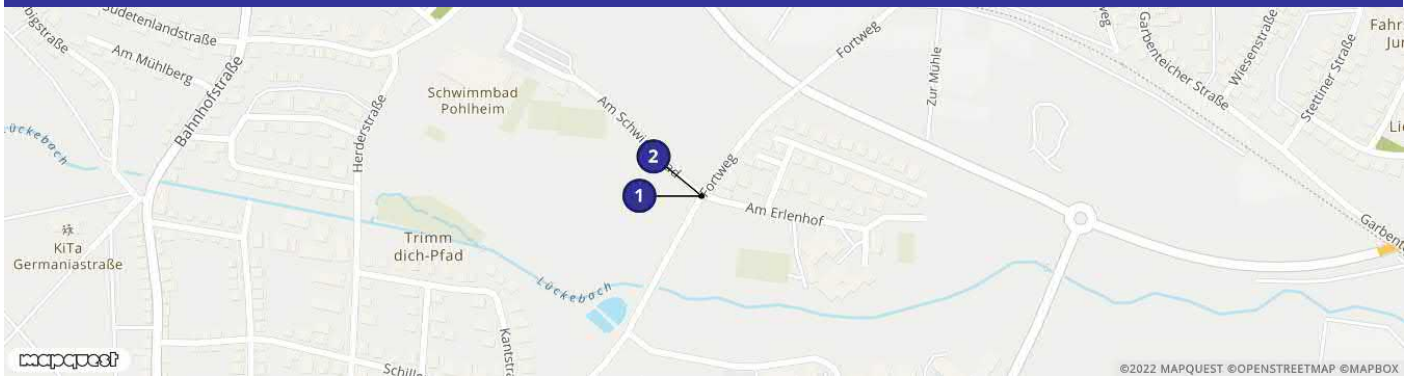 Sudetenlandstraße
Am Mühlberg
Bahnhofstraße
Lückebach
KiTa
Germaniastraße
Herderstraße
Schwimmbad
Pohlheim
Trimm
dich-Pfad
Lückebach
Am
2
1
Fortweg
Fortweg
Am Erlenhof
Zur Mühle
Garbenteicher Straße
Wiesenstraße
Stettiner Straße
mapquest
©2022 MAPQUEST ©OPENSTREETMAP ©MAPBOX